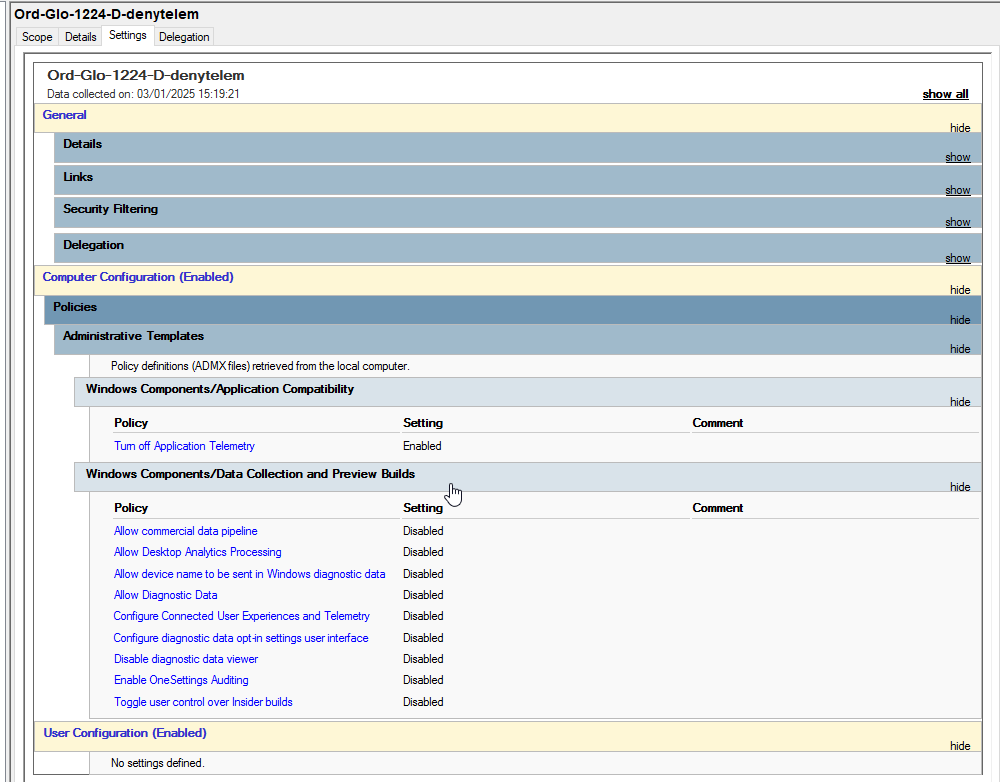 Ord-Glo-1224-D-denytelem
Scope Details Settings Delegation
Ord-Glo-1224-D-denytelem
Data collected on: 03/01/2025 15:19:21
show all
General
hide
Details
show
Links
show
Security Filtering
show
Delegation
show
Computer Configuration (Enabled)
hide
Policies
hide
Administrative Templates
hide
Policy definitions (ADMX files) retrieved from the local computer.
Windows Components/Application Compatibility
hide
Policy Setting Comment
Turn off Application Telemetry Enabled
Windows Components/Data Collection and Preview Builds
hide
Policy Setting Comment
Allow commercial data pipeline Disabled
Allow Desktop Analytics Processing Disabled
Allow device name to be sent in Windows diagnostic data Disabled
Allow Diagnostic Data Disabled
Configure Connected User Experiences and Telemetry Disabled
Configure diagnostic data opt-in settings user interface Disabled
Disable diagnostic data viewer Disabled
Enable OneSettings Auditing Disabled
Toggle user control over Insider builds Disabled
User Configuration (Enabled)
hide
No settings defined.